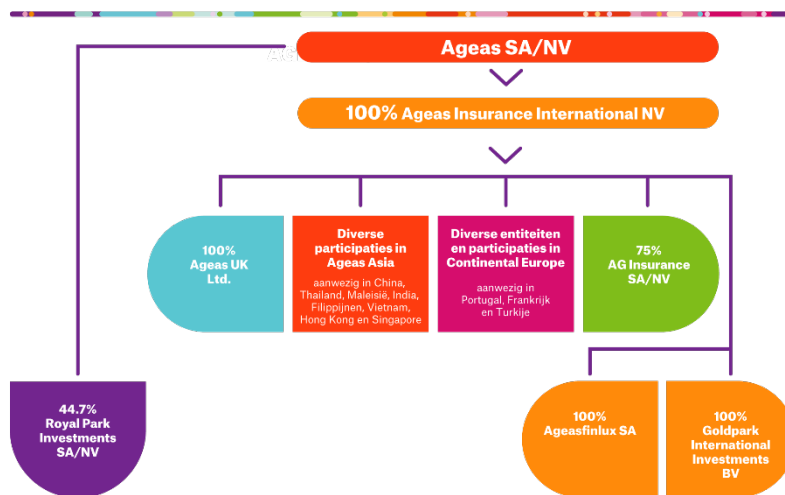 Ageas SA/NV
AG
100% Ageas Insurance International NV
100%
Ageas UK
Ltd.
Diverse
participaties in
Ageas Asia
aanwezig in China,
Thailand, Maleisië, India,
Filippijnen, Vietnam,
Hong Kong en Singapore
Diverse entiteiten
en participaties in
Continental Europe
aanwezig in
Portugal, Frankrijk
en Turkije
75%
AG Insurance
SA/NV
44.7%
Royal Park
Investments
SA/NV
100%
Ageasfinlux SA
100%
Goldpark
International
Investments
BV